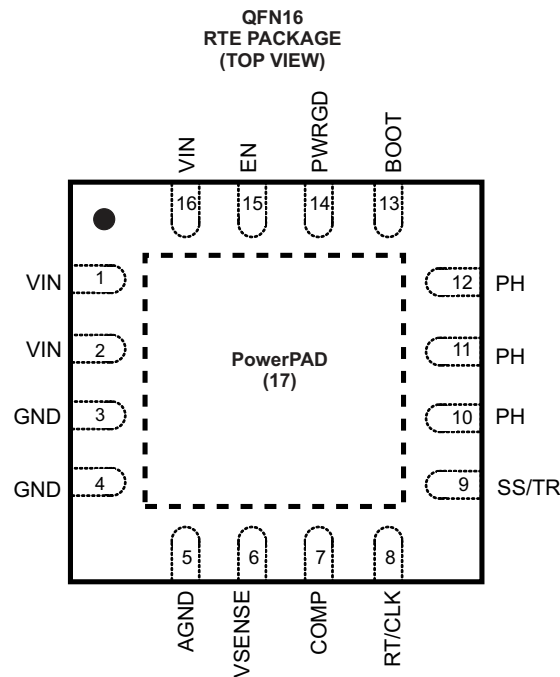 QFN16
RTE PACKAGE
(TOP VIEW)
VIN
EN
PWRGD
BOOT
16
15
14
13
VIN
1
12
PH
VIN
2
11
PH
PowerPAD
(17)
GND
3
10
PH
GND
4
9
SS/TR
5
6
7
8
AGND
VSENSE
COMP
RT/CLK